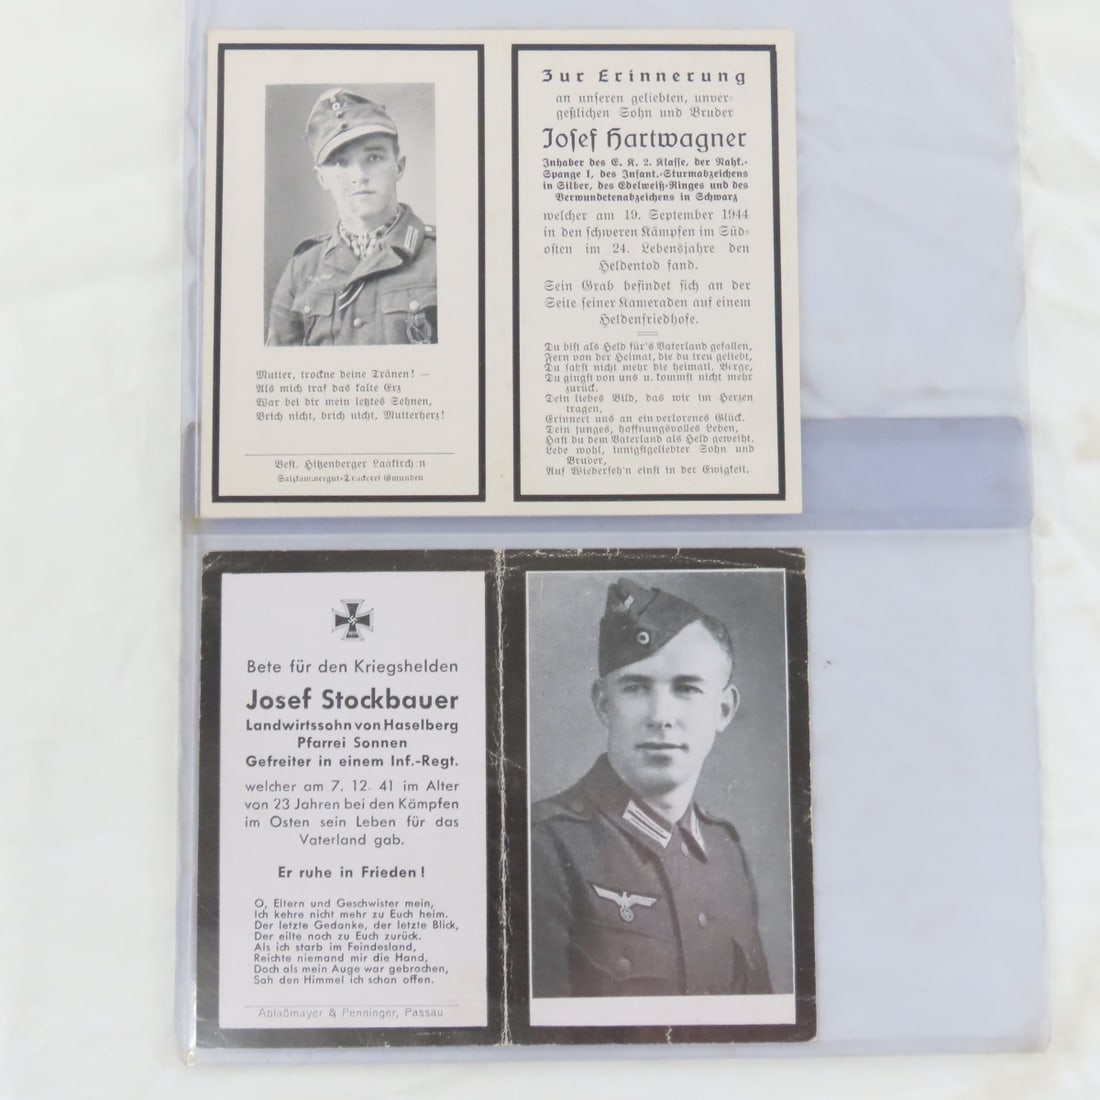 Mutter, trockne deine Tränen! —
Als mich traf das kalte Erz
War bei dir mein letztes Sehnen,
Brich nicht, brich nicht, Mutterherz!
Best. Hitzenberger Laakirch:n
Salzkammergut-Druckerei Gmunden
Zur Erinnerung
an unseren geliebten, unver-
geßlichen Sohn und Bruder
Josef Hartwagner
Inhaber des E. K. 2. Klasse, der Nahk.-
Spange I, des Infant.-Sturmabzeichens
in Silber, des Edelweiß-Ringes und des
Verwundetenabzeichens in Schwarz
welcher am 19. September 1944
in den schweren Kämpfen im Süd-
osten im 24. Lebensjahre den
Heldentod fand.
Sein Grab befindet sich an der
Seite seiner Kameraden auf einem
Heldenfriedhofe.
Du bist als Held für's Vaterland gefallen,
Fern von der Heimat, die du treu geliebt,
Du sahst nicht mehr die heimatl. Berge,
Du gingst von uns u. kommst nicht mehr
zurück.
Dein liebes Bild, das wir im Herzen
tragen,
Erinnert uns an ein verlorenes Glück.
Dein junges, hoffnungsvolles Leben,
Hast du dem Vaterland als Held geweiht.
Lebe wohl, innigstgeliebter Sohn und
Bruder,
Auf Wiederseh'n einst in der Ewigkeit.
Bete für den Kriegshelden
Josef Stockbauer
Landwirtssohn von Haselberg
Pfarrei Sonnen
Gefreiter in einem Inf.-Regt.
welcher am 7. 12. 41 im Alter
von 23 Jahren bei den Kämpfen
im Osten sein Leben für das
Vaterland gab.
Er ruhe in Frieden!
O, Eltern und Geschwister mein,
Ich kehre nicht mehr zu Euch heim.
Der letzte Gedanke, der letzte Blick,
Der eilte noch zu Euch zurück.
Als ich starb im Feindesland,
Reichte niemand mir die Hand,
Doch als mein Auge war gebrochen,
Sah den Himmel ich schon offen.
Ablaßmayer & Penninger, Passau